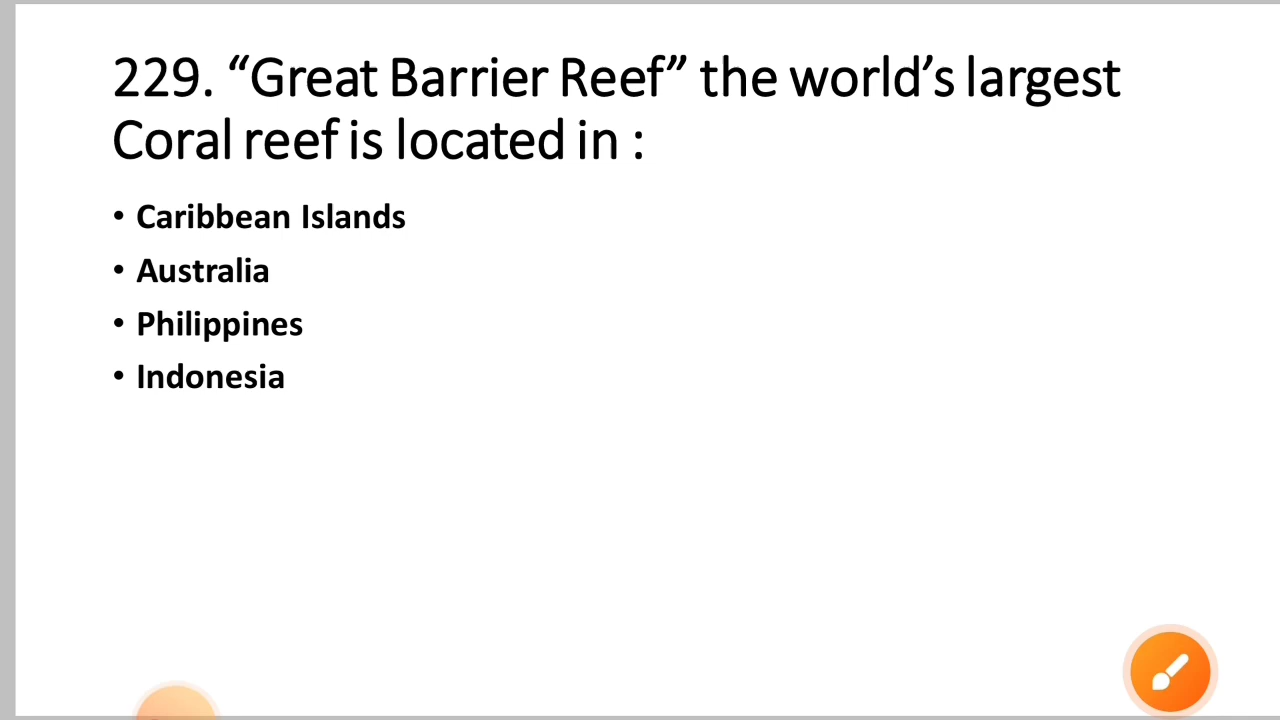 229. “Great Barrier Reef” the world’s largest
Coral reef is located in :
• Caribbean Islands
• Australia
• Philippines
• Indonesia